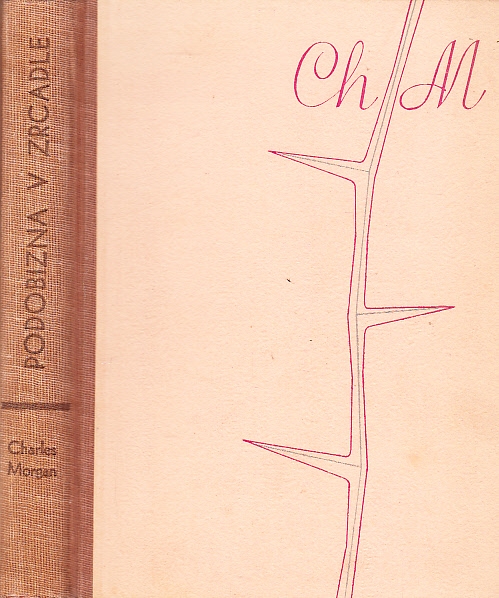 PODOBIZNA V ZRCADLE
Charles
Morgan
Ch M